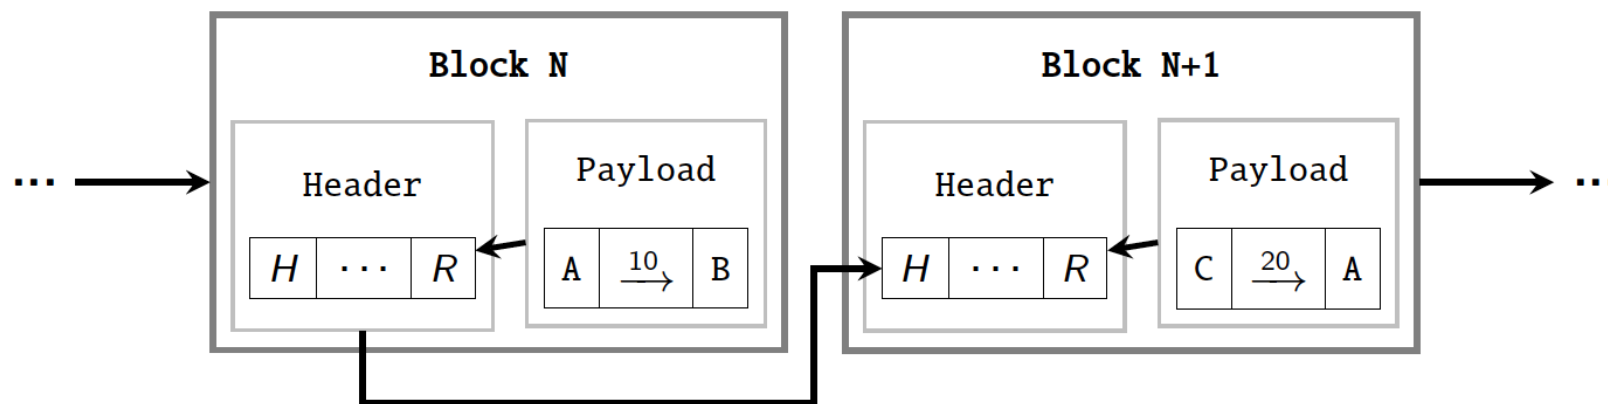 Block N
Block N+1
... Header Payload Header Payload ..
H ... R A 10 B H ... R C 20 A